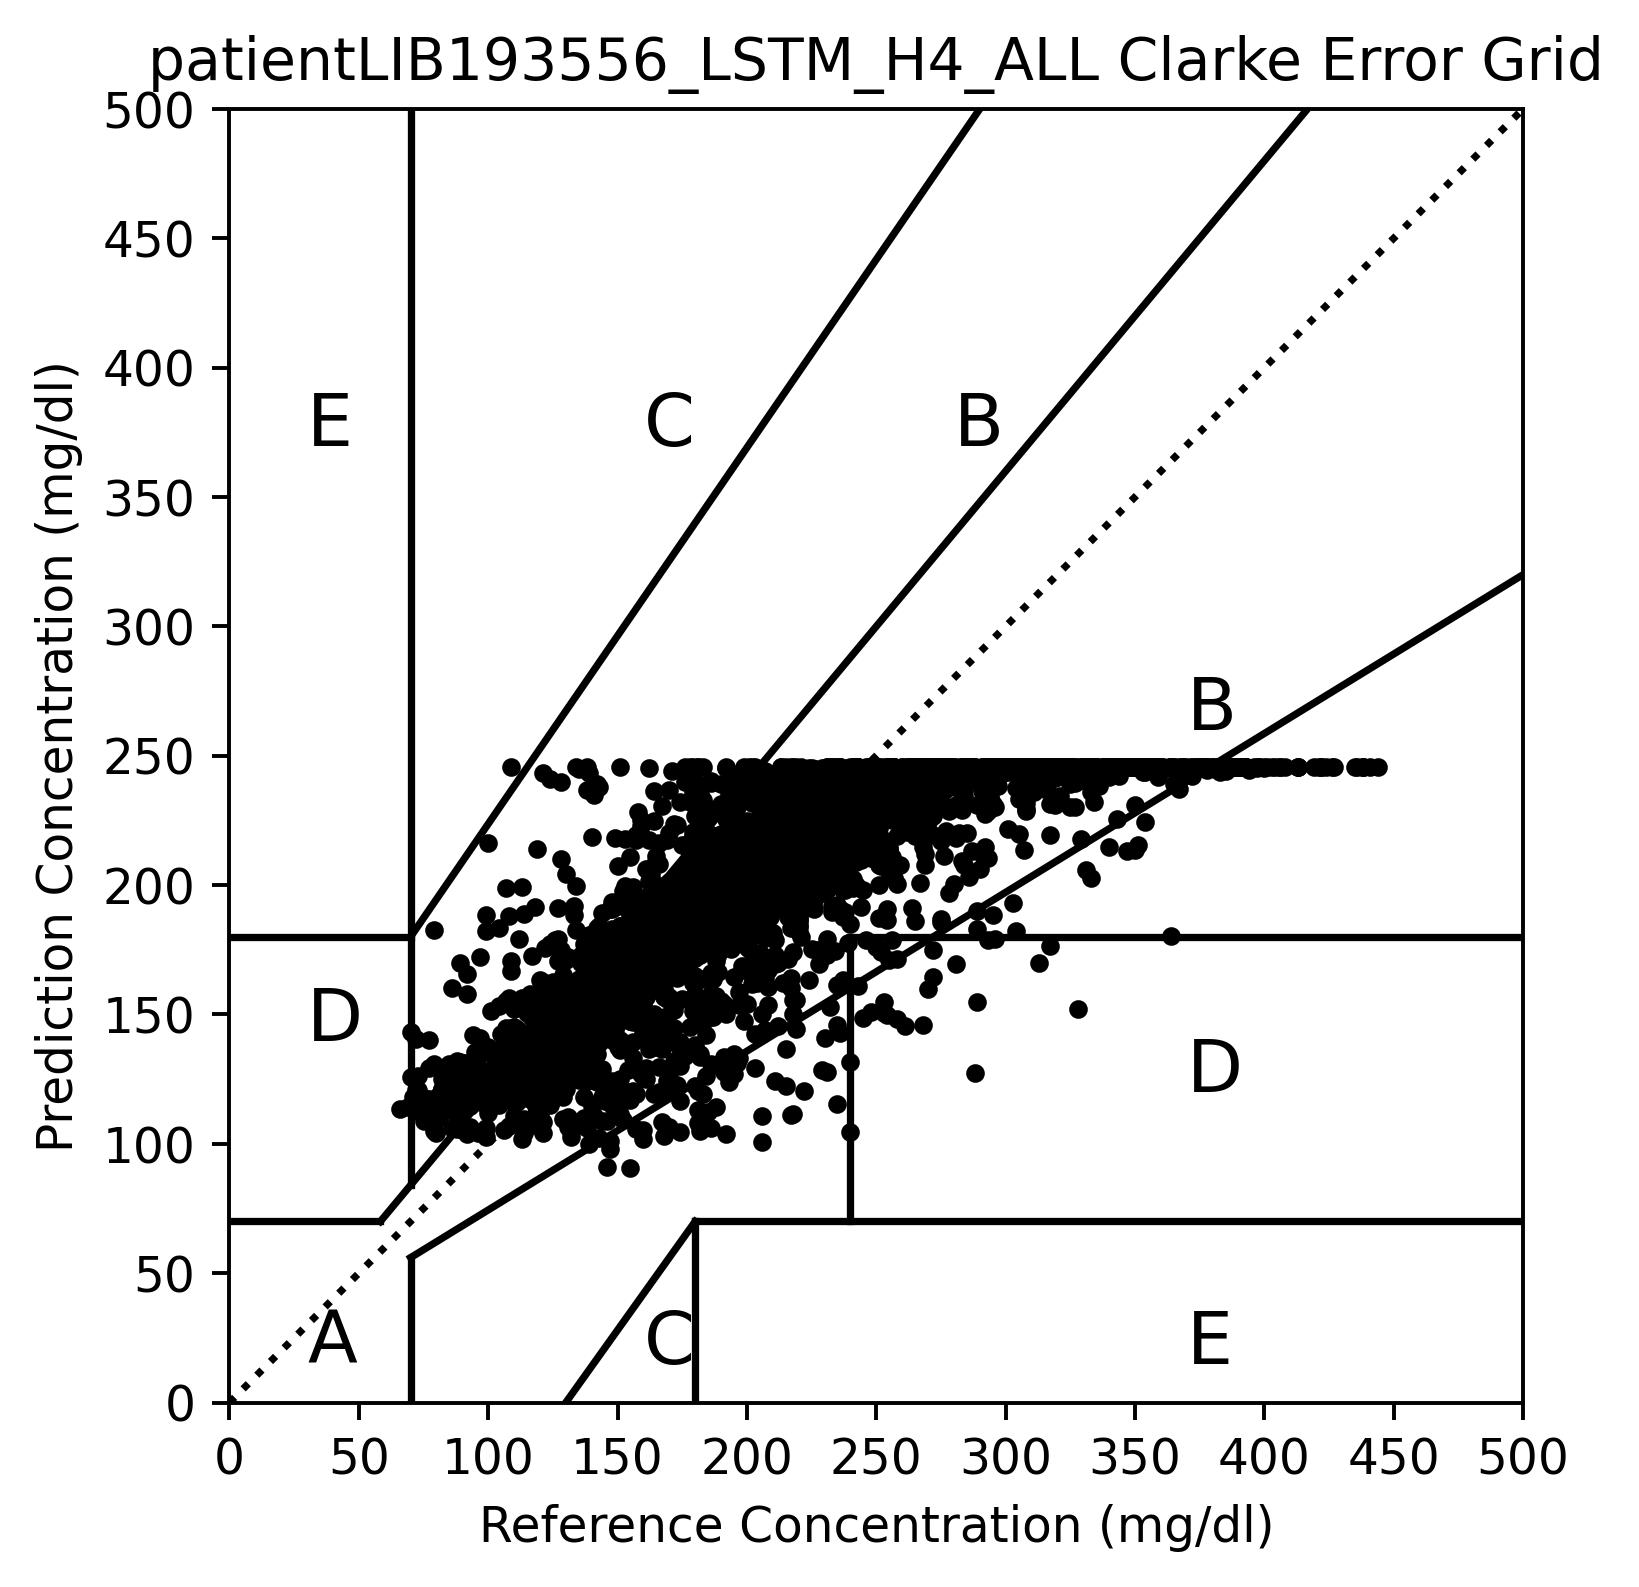 patientLIB193556_LSTM_H4_ALL Clarke Error Grid
500
450
400
350
300
250
200
150
100
50
0
Prediction Concentration (mg/dl)
E
C
B
B
D
D
A
C
E
0 50 100 150 200 250 300 350 400 450 500
Reference Concentration (mg/dl)